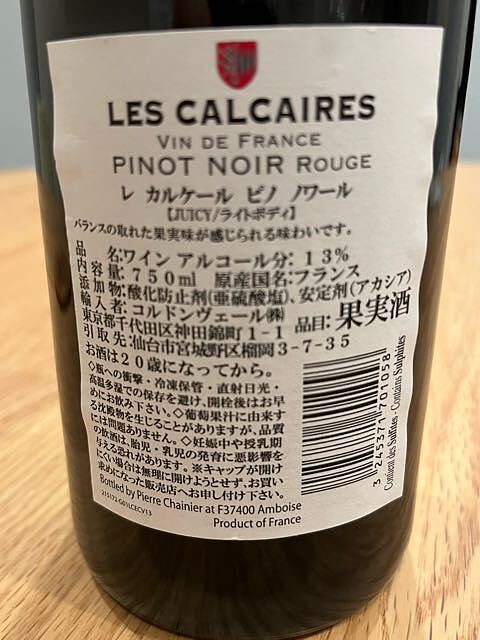 LES CALCAIRES
VIN DE FRANCE
PINOT NOIR ROUGE
レ カルケール ピノ ノワール
【JUICY/ライトボディ】
バランスの取れた果実味が感じられる味わいです。
品　　名:ワイン アルコール分: 13%
内容量:750ml 原産国名:フランス
添加物:酸化防止剤(亜硫酸塩)、安定剤(アカシア)
輸入者:コルドンヴェール㈱
東京都千代田区神田錦町1-1 品目:果実酒
引取先:仙台市宮城野区榴岡3-7-35
お酒は20歳になってから。
◇瓶への衝撃・冷凍保管・直射日光・
高温多湿での保存を避け、開栓後はお早
めにお飲み下さい。◇葡萄果汁に由来す
る沈殿物を生じることがありますが、品質
には問題ありません。◇妊娠中や授乳期
の飲酒は、胎児・乳児の発育に悪影響を
与える恐れがあります。※キャップが開け
にくい場合は無理に開けようとせず、お買い
求めになった販売店へお申し付け下さい。
Bottled by Pierre Chainier at F37400 Amboise
21S172-G01LCECV13
Product of France
3 245371 701058
Contient des Sulfites - Contains Sulphites